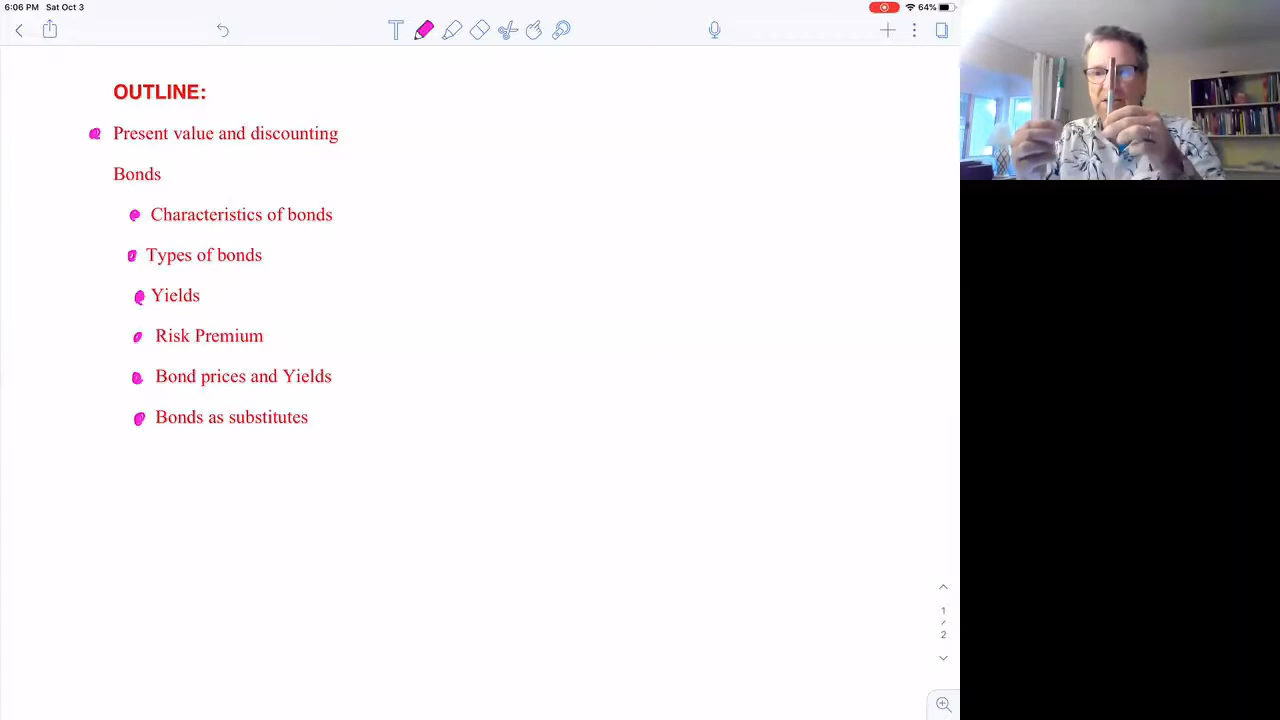 6:06 PM Sat Oct 3
64%
T
OUTLINE:
Present value and discounting
Bonds
Characteristics of bonds
Types of bonds
Yields
Risk Premium
Bond prices and Yields
Bonds as substitutes
1
/
2